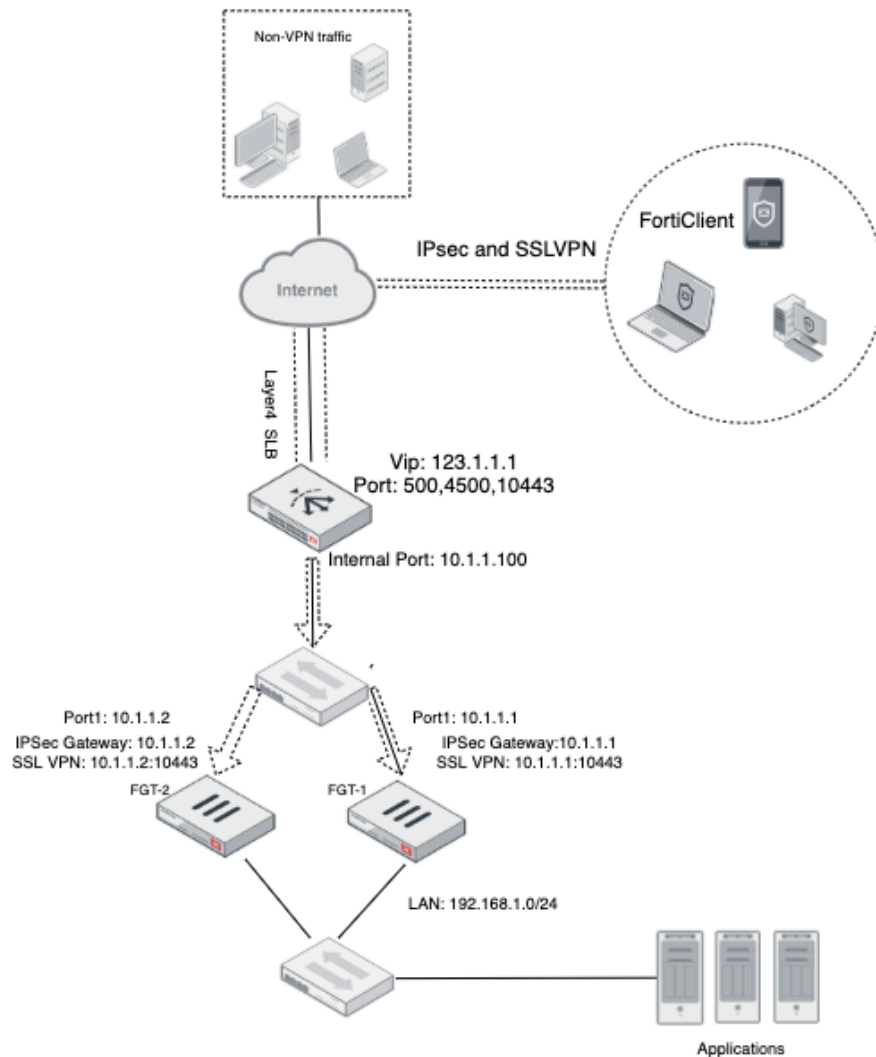 Non-VPN traffic
FortiClient
IPsec and SSLVPN
Internet
Layer4 SLB
Vip: 123.1.1.1
Port: 500,4500,10443
Internal Port: 10.1.1.100
Port1: 10.1.1.2
IPSec Gateway: 10.1.1.2
SSL VPN: 10.1.1.2:10443
FGT-2
Port1: 10.1.1.1
IPSec Gateway:10.1.1.1
SSL VPN: 10.1.1.1:10443
FGT-1
LAN: 192.168.1.0/24
Applications